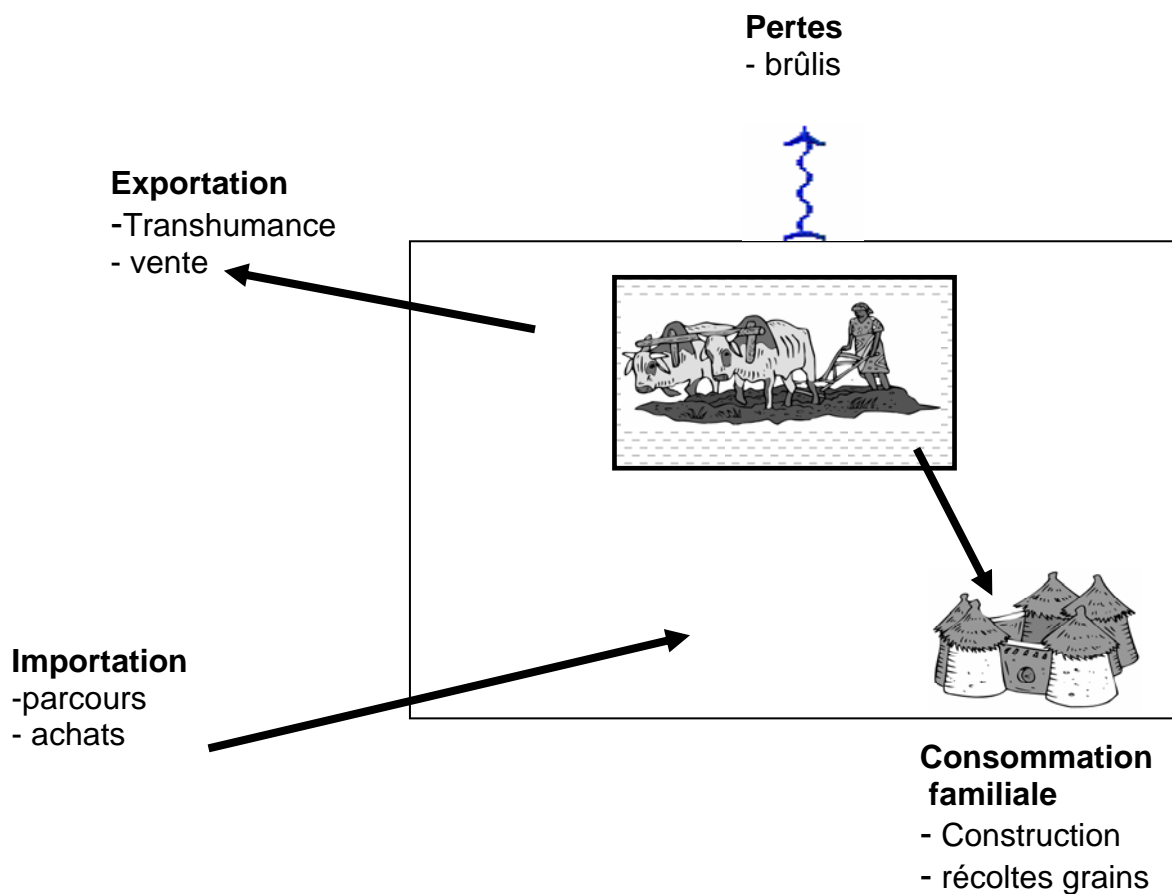 Pertes
- brûlis
Exportation
-Transhumance
- vente
Importation
-parcours
- achats
Consommation
familiale
- Construction
- récoltes grains